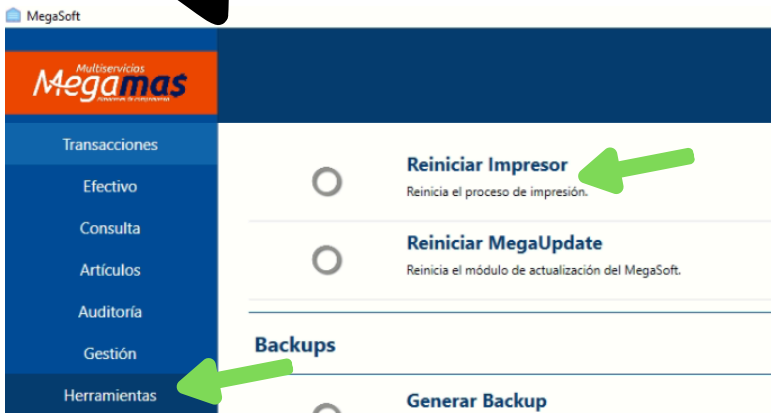 MegaSoft
Multiservicios
Megamas
Transacciones
Efectivo
Consulta
Artículos
Auditoría
Gestión
Herramientas
Reiniciar Impresor
Reinicia el proceso de impresión.
Reiniciar MegaUpdate
Reinicia el módulo de actualización del MegaSoft.
Backups
Generar Backup